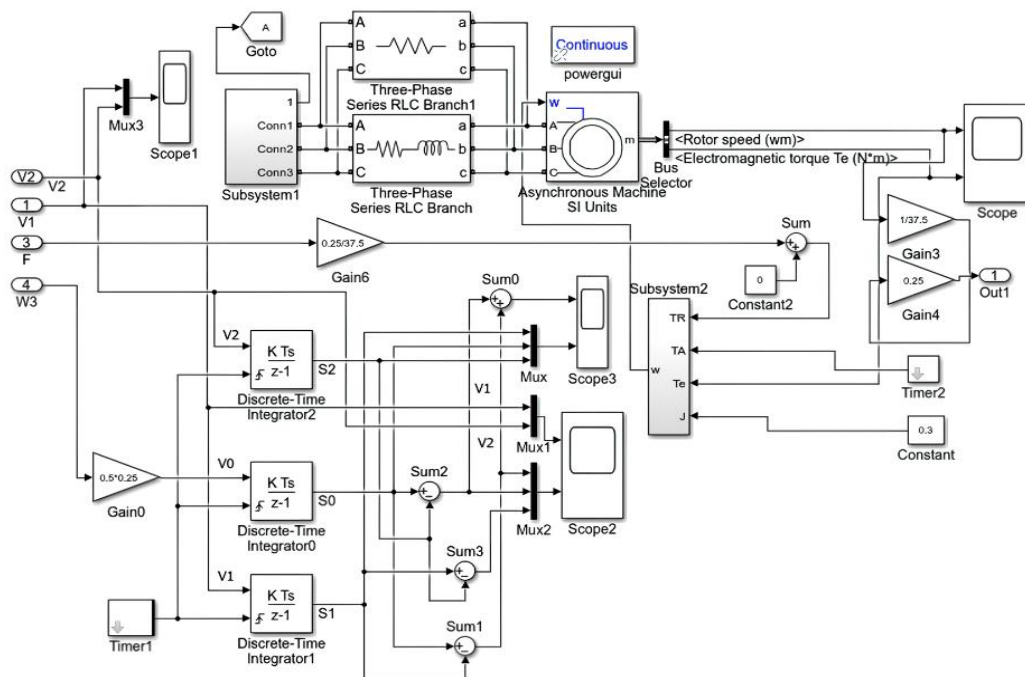 A
Goto
Mux3
Scope1
A
B
C
a
b
c
Three-Phase
Series RLC Branch1
Continuous
powergui
1
Conn1
Conn2
Conn3
Subsystem1
A
B
C
a
b
c
Three-Phase
Series RLC Branch
w
A
B
C
m
Asynchronous Machine
SI Units
<Rotor speed (wm)>
<Electromagnetic torque Te (N*m)>
Bus
Selector
Scope
V2
V2
1
V1
3
F
4
W3
0.25/37.5
Gain6
Sum
0
Constant2
1/37.5
Gain3
0.25
Gain4
1
Out1
Subsystem2
TR
TA
Te
J
w
Timer2
0.3
Constant
Sum0
Mux
Scope3
V1
V2
Mux1
Mux2
Scope2
V2
K Ts
z-1
S2
Discrete-Time
Integrator2
0.5*0.25
Gain0
V0
K Ts
z-1
S0
Discrete-Time
Integrator0
Sum2
Sum3
Sum1
V1
K Ts
z-1
S1
Discrete-Time
Integrator1
Timer1